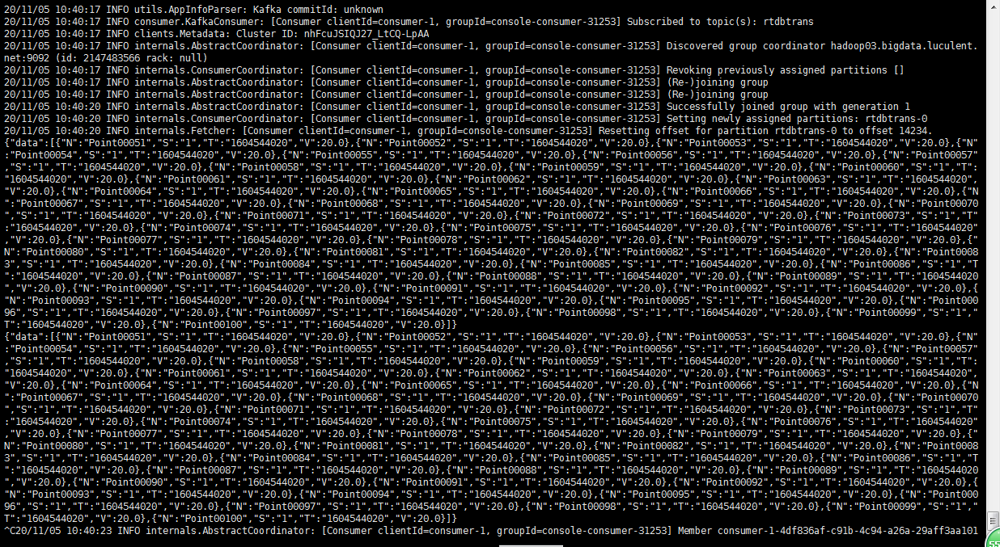 20/11/05 10:40:17 INFO utils.AppInfoParser: Kafka commitId: unknown
20/11/05 10:40:17 INFO consumer.KafkaConsumer: [Consumer clientId=consumer-1, groupId=console-consumer-31253] Subscribed to topic(s): rtdbtrans
20/11/05 10:40:17 INFO clients.Metadata: Cluster ID: nhFcuJSIQJ27_LtCQ-LpAA
20/11/05 10:40:17 INFO internals.AbstractCoordinator: [Consumer clientId=consumer-1, groupId=console-consumer-31253] Discovered group coordinator hadoop03.bigdata.luculent.
net:9092 (id: 2147483566 rack: null)
20/11/05 10:40:17 INFO internals.ConsumerCoordinator: [Consumer clientId=consumer-1, groupId=console-consumer-31253] Revoking previously assigned partitions []
20/11/05 10:40:17 INFO internals.AbstractCoordinator: [Consumer clientId=consumer-1, groupId=console-consumer-31253] (Re-)joining group
20/11/05 10:40:17 INFO internals.AbstractCoordinator: [Consumer clientId=consumer-1, groupId=console-consumer-31253] (Re-)joining group
20/11/05 10:40:20 INFO internals.AbstractCoordinator: [Consumer clientId=consumer-1, groupId=console-consumer-31253] Successfully joined group with generation 1
20/11/05 10:40:20 INFO internals.ConsumerCoordinator: [Consumer clientId=consumer-1, groupId=console-consumer-31253] Setting newly assigned partitions: rtdbtrans-0
20/11/05 10:40:20 INFO internals.Fetcher: [Consumer clientId=consumer-1, groupId=console-consumer-31253] Resetting offset for partition rtdbtrans-0 to offset 14234.
{"data":[{"N":"Point00051","S":"1","T":"1604544020","V":20.0},{"N":"Point00052","S":"1","T":"1604544020","V":20.0},{"N":"Point00053","S":"1","T":"1604544020","V":20.0},{"N"
:"Point00054","S":"1","T":"1604544020","V":20.0},{"N":"Point00055","S":"1","T":"1604544020","V":20.0},{"N":"Point00056","S":"1","T":"1604544020","V":20.0},{"N":"Point00057"
,"S":"1","T":"1604544020","V":20.0},{"N":"Point00058","S":"1","T":"1604544020","V":20.0},{"N":"Point00059","S":"1","T":"1604544020","V":20.0},{"N":"Point00060","S":"1","T":
"1604544020","V":20.0},{"N":"Point00061","S":"1","T":"1604544020","V":20.0},{"N":"Point00062","S":"1","T":"1604544020","V":20.0},{"N":"Point00063","S":"1","T":"1604544020",
"V":20.0},{"N":"Point00064","S":"1","T":"1604544020","V":20.0},{"N":"Point00065","S":"1","T":"1604544020","V":20.0},{"N":"Point00066","S":"1","T":"1604544020","V":20.0},{"N
":"Point00067","S":"1","T":"1604544020","V":20.0},{"N":"Point00068","S":"1","T":"1604544020","V":20.0},{"N":"Point00069","S":"1","T":"1604544020","V":20.0},{"N":"Point00070
","S":"1","T":"1604544020","V":20.0},{"N":"Point00071","S":"1","T":"1604544020","V":20.0},{"N":"Point00072","S":"1","T":"1604544020","V":20.0},{"N":"Point00073","S":"1","T"
:"1604544020","V":20.0},{"N":"Point00074","S":"1","T":"1604544020","V":20.0},{"N":"Point00075","S":"1","T":"1604544020","V":20.0},{"N":"Point00076","S":"1","T":"1604544020"
,"V":20.0},{"N":"Point00077","S":"1","T":"1604544020","V":20.0},{"N":"Point00078","S":"1","T":"1604544020","V":20.0},{"N":"Point00079","S":"1","T":"1604544020","V":20.0},{"
N":"Point00080","S":"1","T":"1604544020","V":20.0},{"N":"Point00081","S":"1","T":"1604544020","V":20.0},{"N":"Point00082","S":"1","T":"1604544020","V":20.0},{"N":"Point0008
3","S":"1","T":"1604544020","V":20.0},{"N":"Point00084","S":"1","T":"1604544020","V":20.0},{"N":"Point00085","S":"1","T":"1604544020","V":20.0},{"N":"Point00086","S":"1","T
":"1604544020","V":20.0},{"N":"Point00087","S":"1","T":"1604544020","V":20.0},{"N":"Point00088","S":"1","T":"1604544020","V":20.0},{"N":"Point00089","S":"1","T":"1604544020
","V":20.0},{"N":"Point00090","S":"1","T":"1604544020","V":20.0},{"N":"Point00091","S":"1","T":"1604544020","V":20.0},{"N":"Point00092","S":"1","T":"1604544020","V":20.0},{
"N":"Point00093","S":"1","T":"1604544020","V":20.0},{"N":"Point00094","S":"1","T":"1604544020","V":20.0},{"N":"Point00095","S":"1","T":"1604544020","V":20.0},{"N":"Point000
96","S":"1","T":"1604544020","V":20.0},{"N":"Point00097","S":"1","T":"1604544020","V":20.0},{"N":"Point00098","S":"1","T":"1604544020","V":20.0},{"N":"Point00099","S":"1","
T":"1604544020","V":20.0},{"N":"Point00100","S":"1","T":"1604544020","V":20.0}]}
{"data":[{"N":"Point00051","S":"1","T":"1604544020","V":20.0},{"N":"Point00052","S":"1","T":"1604544020","V":20.0},{"N":"Point00053","S":"1","T":"1604544020","V":20.0},{"N"
:"Point00054","S":"1","T":"1604544020","V":20.0},{"N":"Point00055","S":"1","T":"1604544020","V":20.0},{"N":"Point00056","S":"1","T":"1604544020","V":20.0},{"N":"Point00057"
,"S":"1","T":"1604544020","V":20.0},{"N":"Point00058","S":"1","T":"1604544020","V":20.0},{"N":"Point00059","S":"1","T":"1604544020","V":20.0},{"N":"Point00060","S":"1","T":
"1604544020","V":20.0},{"N":"Point00061","S":"1","T":"1604544020","V":20.0},{"N":"Point00062","S":"1","T":"1604544020","V":20.0},{"N":"Point00063","S":"1","T":"1604544020",
"V":20.0},{"N":"Point00064","S":"1","T":"1604544020","V":20.0},{"N":"Point00065","S":"1","T":"1604544020","V":20.0},{"N":"Point00066","S":"1","T":"1604544020","V":20.0},{"N
":"Point00067","S":"1","T":"1604544020","V":20.0},{"N":"Point00068","S":"1","T":"1604544020","V":20.0},{"N":"Point00069","S":"1","T":"1604544020","V":20.0},{"N":"Point00070
","S":"1","T":"1604544020","V":20.0},{"N":"Point00071","S":"1","T":"1604544020","V":20.0},{"N":"Point00072","S":"1","T":"1604544020","V":20.0},{"N":"Point00073","S":"1","T"
:"1604544020","V":20.0},{"N":"Point00074","S":"1","T":"1604544020","V":20.0},{"N":"Point00075","S":"1","T":"1604544020","V":20.0},{"N":"Point00076","S":"1","T":"1604544020"
,"V":20.0},{"N":"Point00077","S":"1","T":"1604544020","V":20.0},{"N":"Point00078","S":"1","T":"1604544020","V":20.0},{"N":"Point00079","S":"1","T":"1604544020","V":20.0},{"
N":"Point00080","S":"1","T":"1604544020","V":20.0},{"N":"Point00081","S":"1","T":"1604544020","V":20.0},{"N":"Point00082","S":"1","T":"1604544020","V":20.0},{"N":"Point0008
3","S":"1","T":"1604544020","V":20.0},{"N":"Point00084","S":"1","T":"1604544020","V":20.0},{"N":"Point00085","S":"1","T":"1604544020","V":20.0},{"N":"Point00086","S":"1","T
":"1604544020","V":20.0},{"N":"Point00087","S":"1","T":"1604544020","V":20.0},{"N":"Point00088","S":"1","T":"1604544020","V":20.0},{"N":"Point00089","S":"1","T":"1604544020
","V":20.0},{"N":"Point00090","S":"1","T":"1604544020","V":20.0},{"N":"Point00091","S":"1","T":"1604544020","V":20.0},{"N":"Point00092","S":"1","T":"1604544020","V":20.0},{
"N":"Point00093","S":"1","T":"1604544020","V":20.0},{"N":"Point00094","S":"1","T":"1604544020","V":20.0},{"N":"Point00095","S":"1","T":"1604544020","V":20.0},{"N":"Point000
96","S":"1","T":"1604544020","V":20.0},{"N":"Point00097","S":"1","T":"1604544020","V":20.0},{"N":"Point00098","S":"1","T":"1604544020","V":20.0},{"N":"Point00099","S":"1","
T":"1604544020","V":20.0},{"N":"Point00100","S":"1","T":"1604544020","V":20.0}]}
^C20/11/05 10:40:23 INFO internals.AbstractCoordinator: [Consumer clientId=consumer-1, groupId=console-consumer-31253] Member consumer-1-4df836af-c91b-4c94-a26a-29aff3aa101